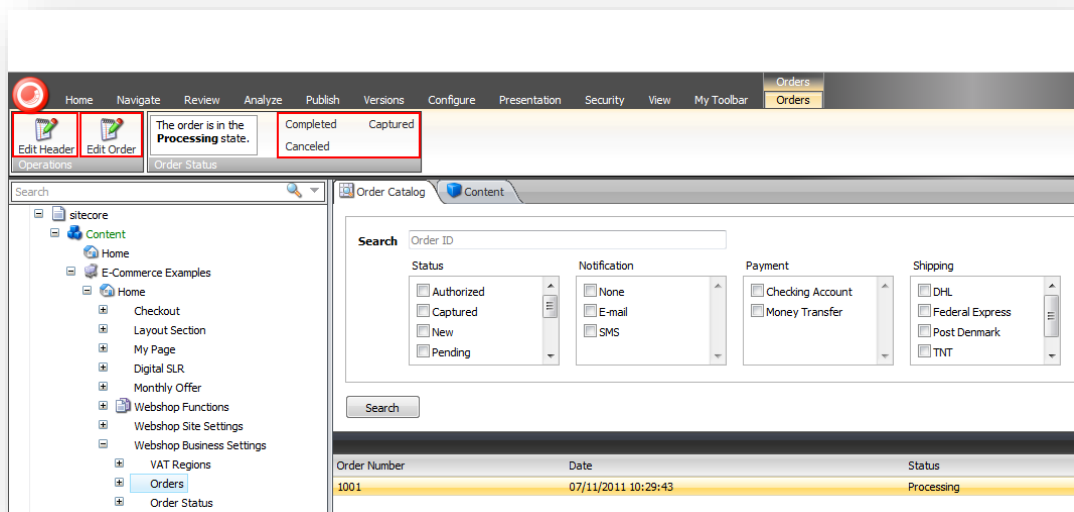 Orders
Home Navigate Review Analyze Publish Versions Configure Presentation Security View My Toolbar Orders
Edit Header Edit Order
Operations
The order is in the
Processing state.
Completed Captured
Canceled
Order Status
Search
sitecore
Content
Home
E-Commerce Examples
Home
Checkout
Layout Section
My Page
Digital SLR
Monthly Offer
Webshop Functions
Webshop Site Settings
Webshop Business Settings
VAT Regions
Orders
Order Status
Order Catalog Content
Search Order ID
Status Notification Payment Shipping
Authorized None Checking Account DHL
Captured E-mail Money Transfer Federal Express
New SMS Post Denmark
Pending TNT
Search
Order Number Date Status
1001 07/11/2011 10:29:43 Processing